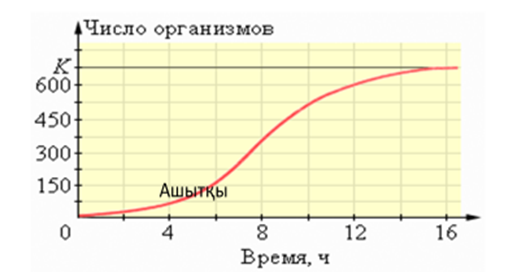 Число организмов
K
600
450
300
150
Ашытқы
0 4 8 12 16
Время, ч